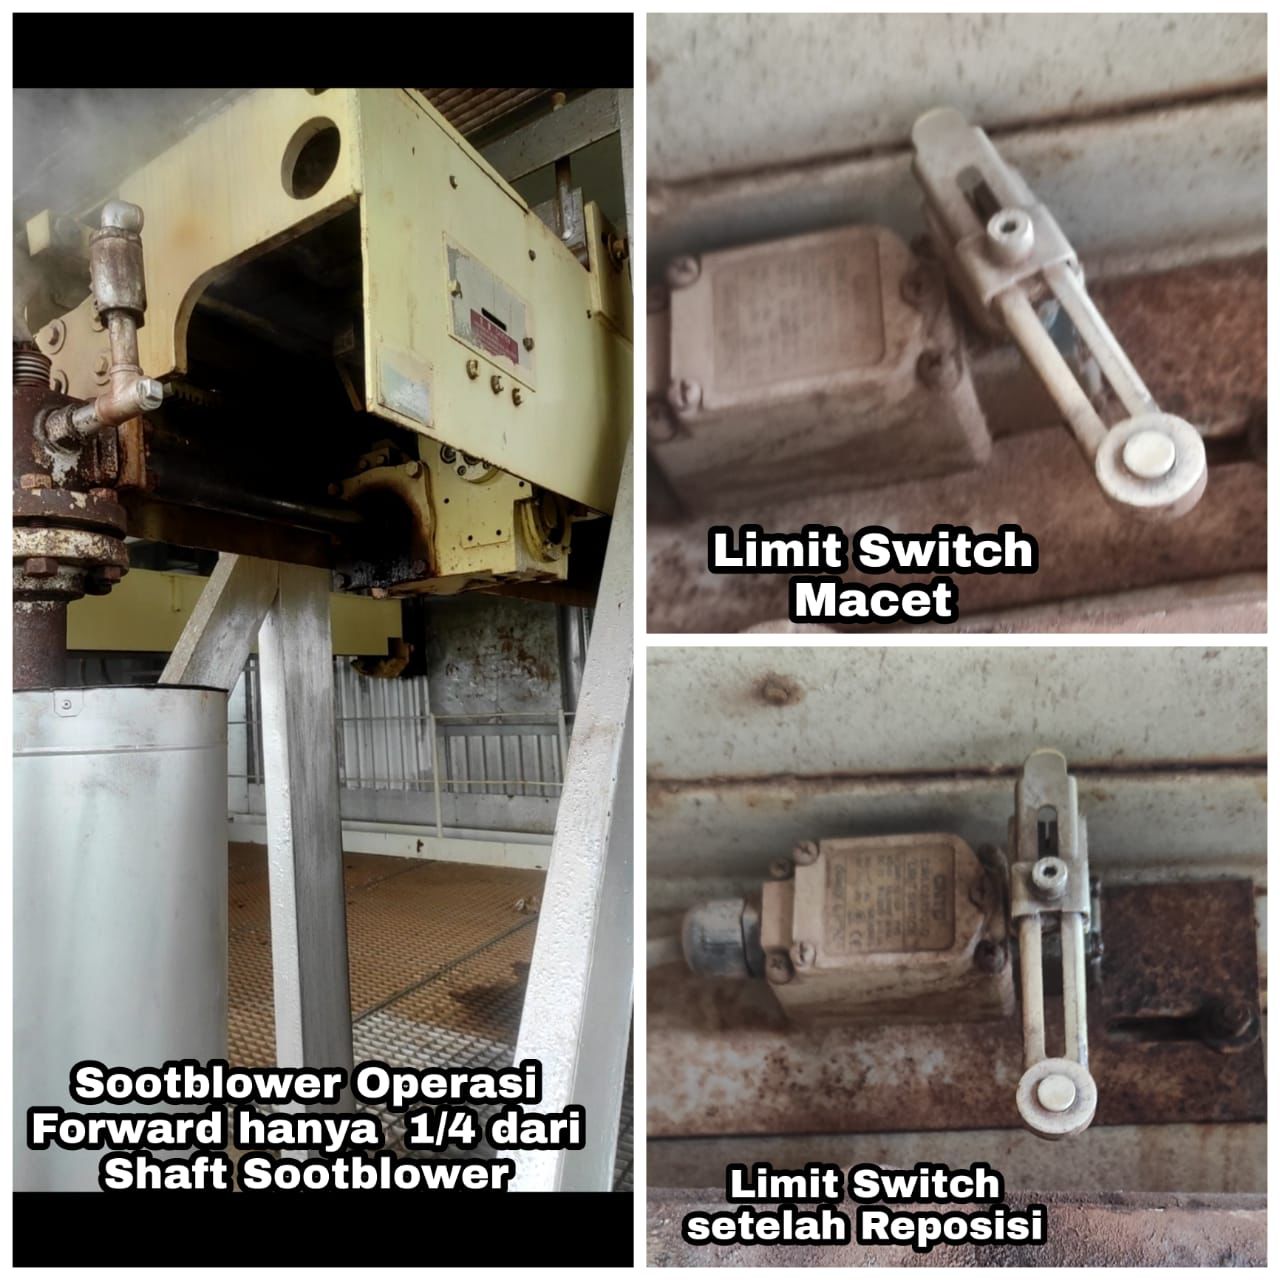 Sootblower Operasi
Forward hanya 1/4 dari
Shaft Sootblower
Limit Switch
Macet
Limit Switch
setelah Reposisi